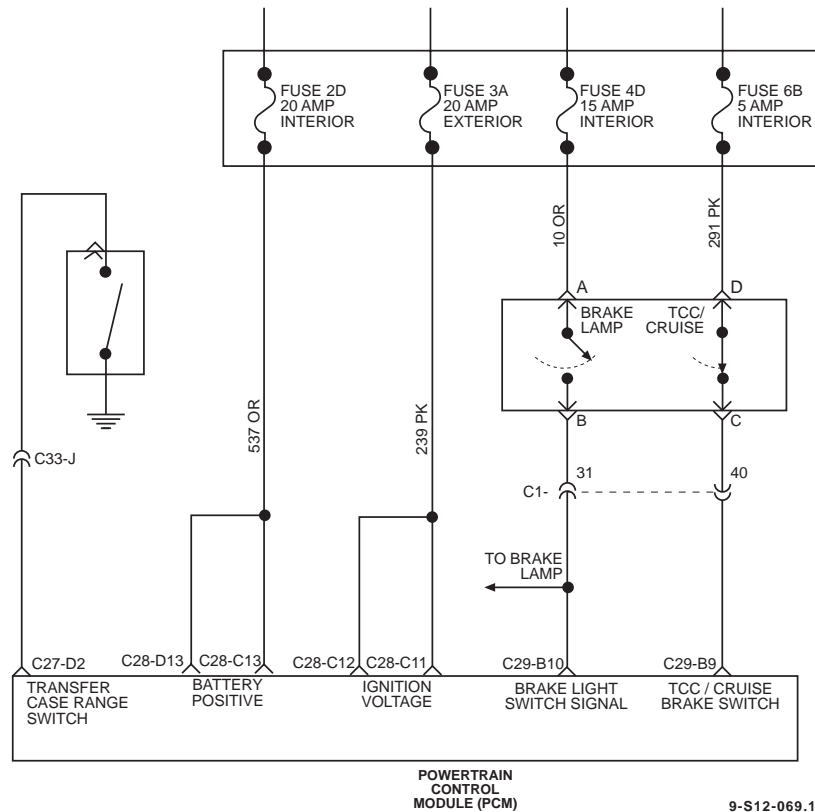 FUSE 2D
20 AMP
INTERIOR
FUSE 3A
20 AMP
EXTERIOR
FUSE 4D
15 AMP
INTERIOR
FUSE 6B
5 AMP
INTERIOR
537 OR
239 PK
10 OR
291 PK
A
D
BRAKE
LAMP
TCC/
CRUISE
B
C
C33-J
31
40
C1-
TO BRAKE
LAMP
C27-D2
C28-D13
C28-C13
C28-C12
C28-C11
C29-B10
C29-B9
TRANSFER
CASE RANGE
SWITCH
BATTERY
POSITIVE
IGNITION
VOLTAGE
BRAKE LIGHT
SWITCH SIGNAL
TCC / CRUISE
BRAKE SWITCH
POWERTRAIN
CONTROL
MODULE (PCM)
9-S12-069.1